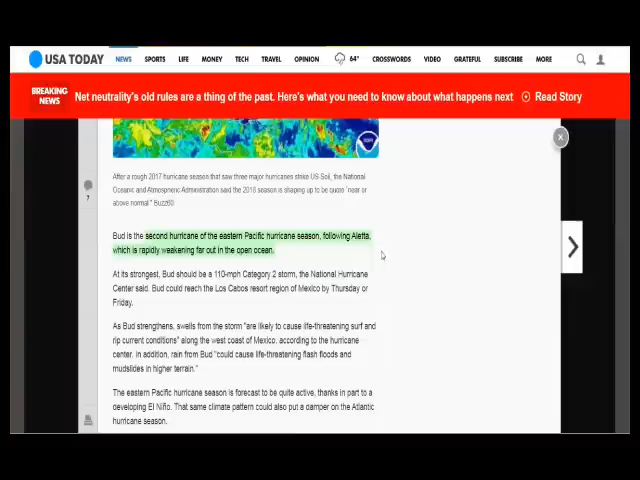 USA TODAY NEWS SPORTS LIFE MONEY TECH TRAVEL OPINION 64° CROSSWORDS VIDEO GRATEFUL SUBSCRIBE MORE
BREAKING
NEWS
Net neutrality's old rules are a thing of the past. Here's what you need to know about what happens next Read Story
After a rough 2017 hurricane season that saw three major hurricanes strike US Soil, the National
Oceanic and Atmospheric Administration said the 2018 season is shaping up to be quote "near or
above normal" Buzz60
7
Bud is the second hurricane of the eastern Pacific hurricane season, following Aletta,
which is rapidly weakening far out in the open ocean.
At its strongest, Bud should be a 110-mph Category 2 storm, the National Hurricane
Center said. Bud could reach the Los Cabos resort region of Mexico by Thursday or
Friday.
As Bud strengthens, swells from the storm "are likely to cause life-threatening surf and
rip current conditions" along the west coast of Mexico, according to the hurricane
center. In addition, rain from Bud "could cause life-threatening flash floods and
mudslides in higher terrain."
The eastern Pacific hurricane season is forecast to be quite active, thanks in part to a
developing El Niño. That same climate pattern could also put a damper on the Atlantic
hurricane season.